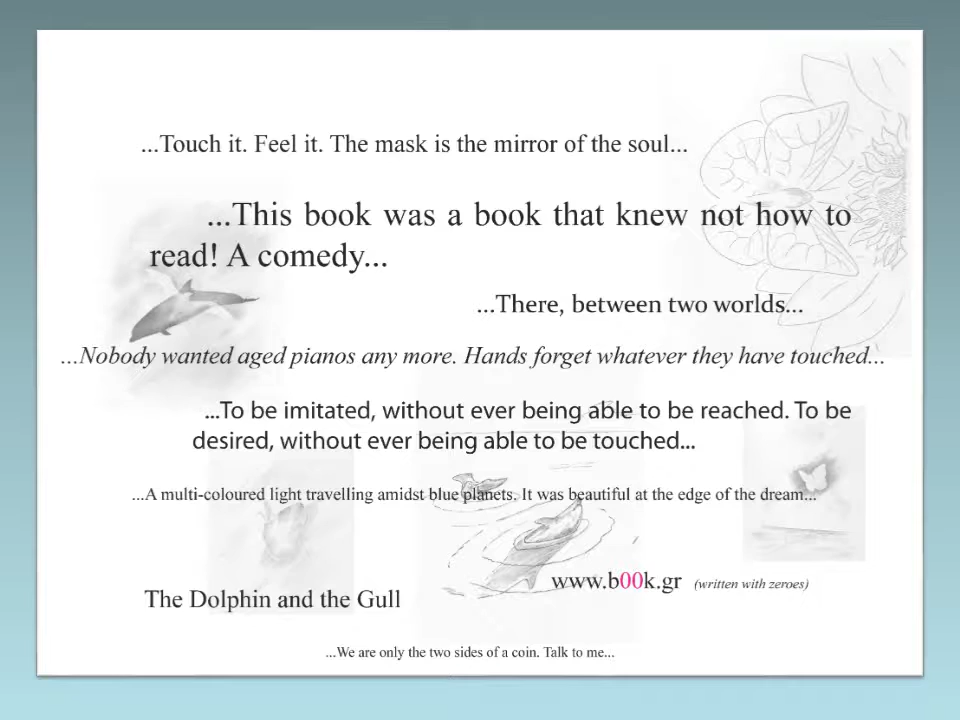 ...Touch it. Feel it. The mask is the mirror of the soul...
...This book was a book that knew not how to
read! A comedy...
...There, between two worlds...
...Nobody wanted aged pianos any more. Hands forget whatever they have touched...
...To be imitated, without ever being able to be reached. To be
desired, without ever being able to be touched...
...A multi-coloured light travelling amidst blue planets. It was beautiful at the edge of the dream...
www.b00k.gr (written with zeroes)
The Dolphin and the Gull
...We are only the two sides of a coin. Talk to me...